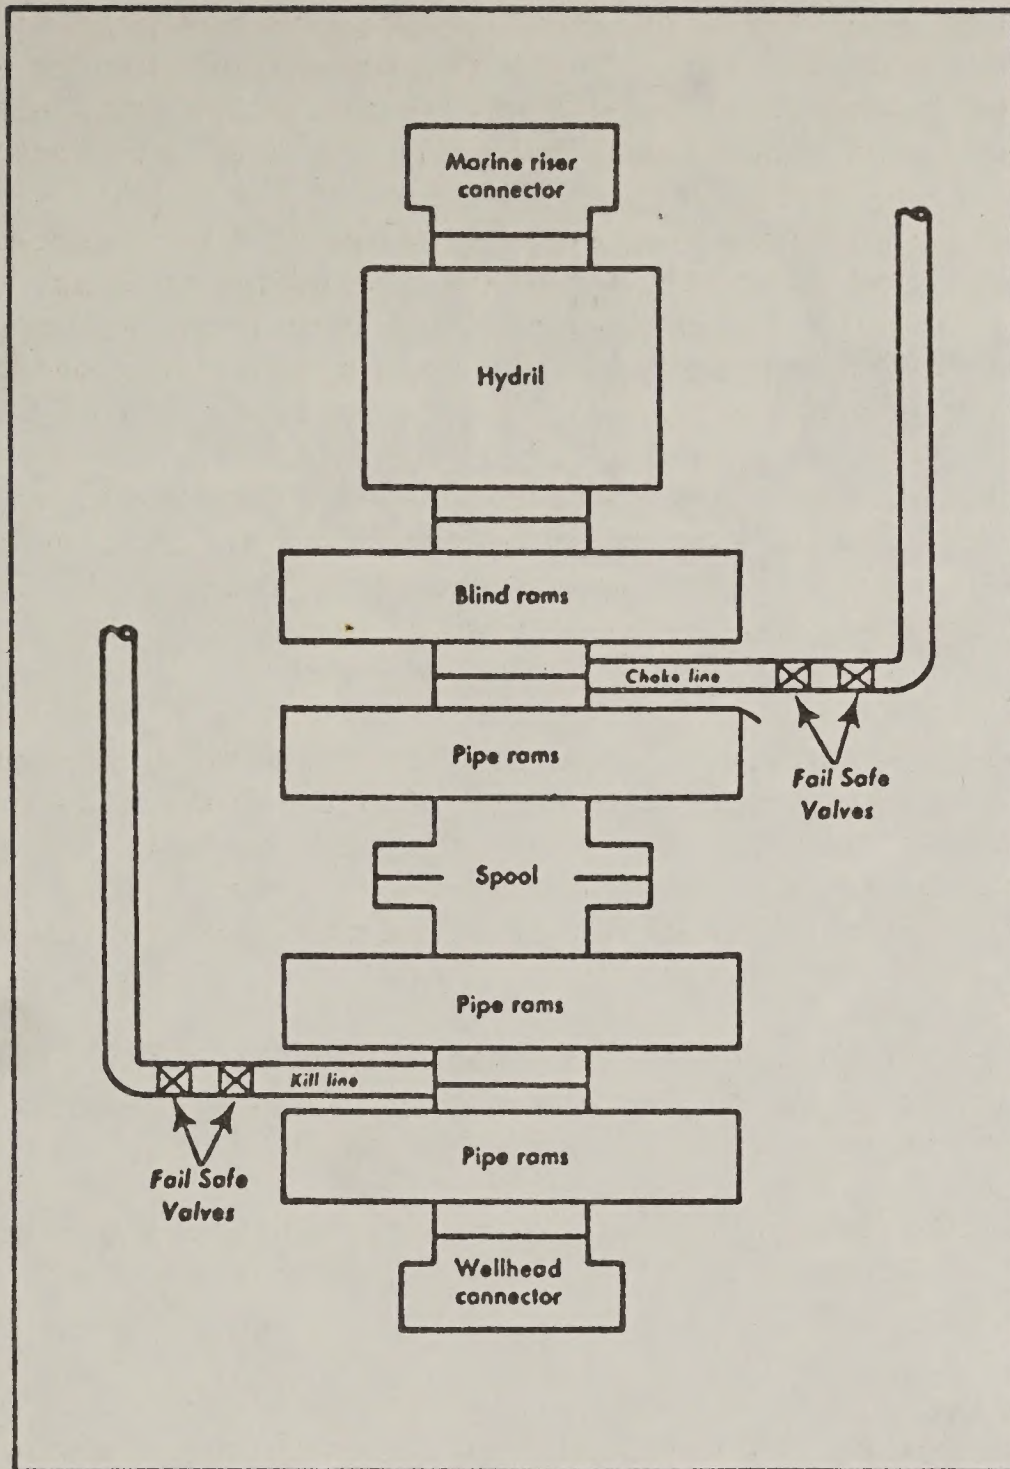 Marine riser
connector
Hydril
Blind rams
Choke line
Pipe rams
Fail Safe
Valves
Spool
Pipe rams
Kill line
Pipe rams
Fail Safe
Valves
Wellhead
connector